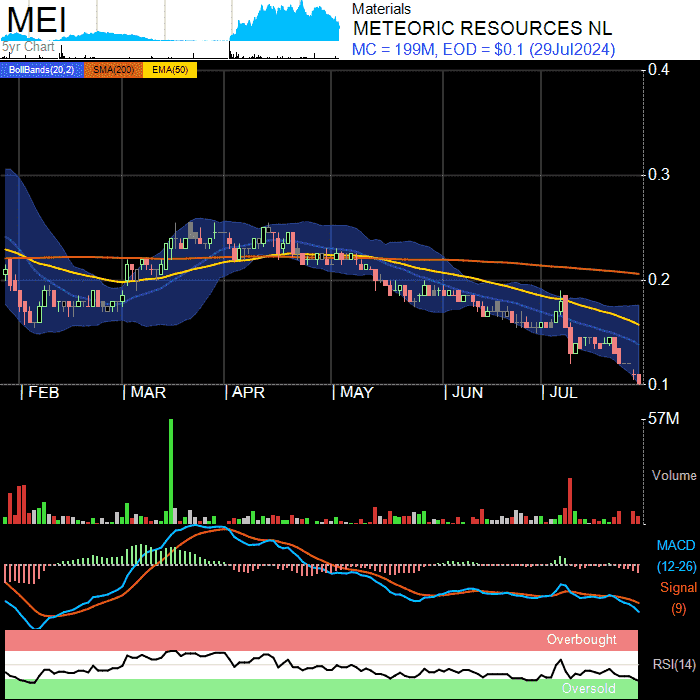 MEI
5yr Chart
Materials
METEORIC RESOURCES NL
MC = 199M, EOD = $0.1 (29Jul2024)
BollBands(20,2) SMA(200) EMA(50)
0.4
0.3
0.2
0.1
FEB MAR APR MAY JUN JUL
57M
Volume
MACD
(12-26)
Signal
(9)
Overbought
RSI(14)
Oversold